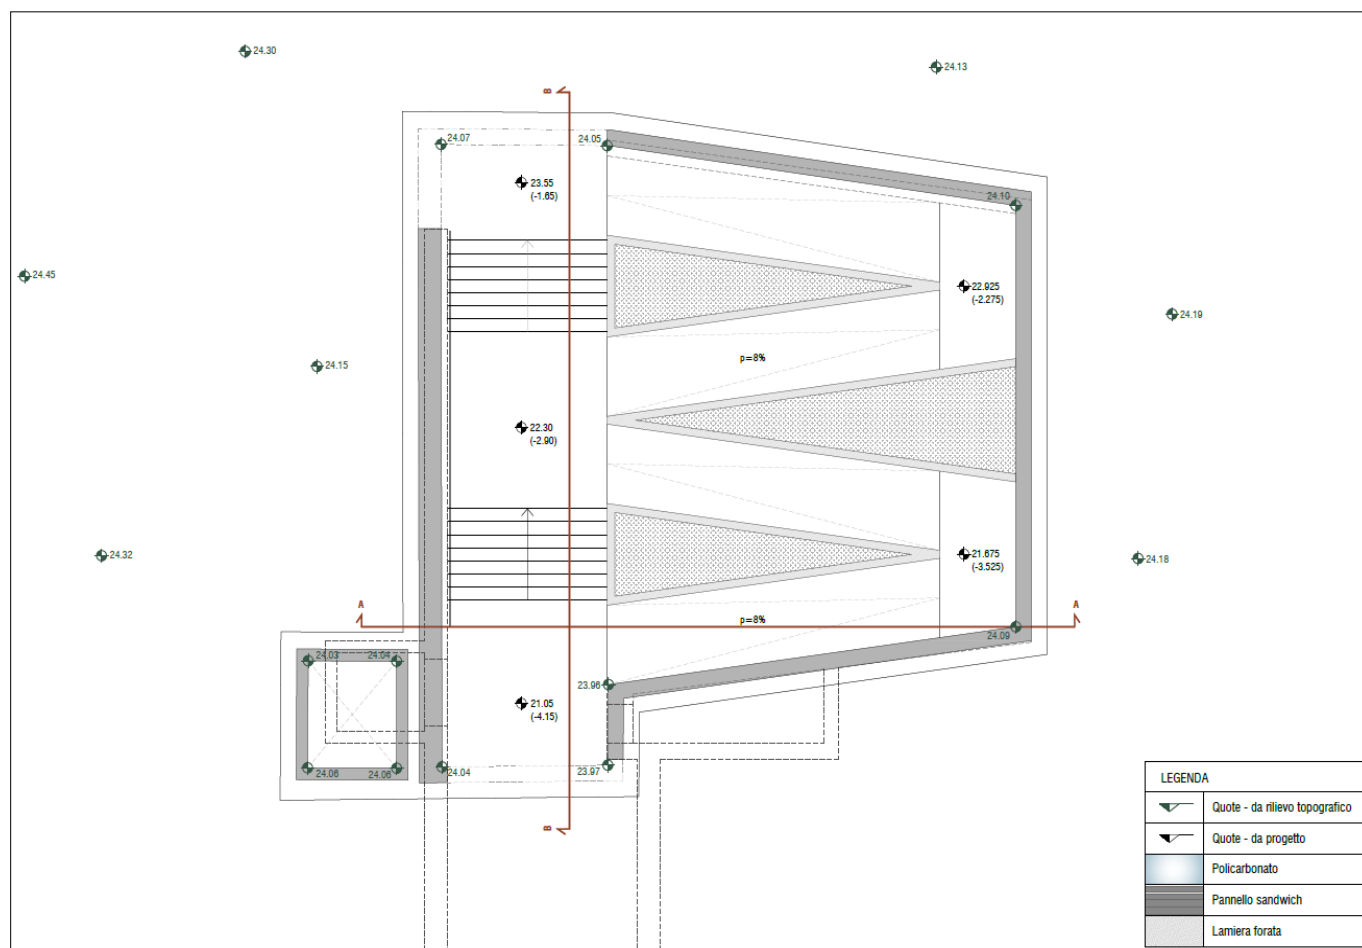 24.30
24.13
B
24.07
24.05
23.55
(-1.65)
24.10
24.45
22.925
(-2.275)
24.19
24.15
p=8%
22.30
(-2.90)
24.32
21.675
(-3.525)
24.18
A
A
p=8%
24.09
24.03
24.04
23.96
21.05
(-4.15)
24.06
24.06
24.04
23.97
B
LEGENDA
Quote - da rilievo topografico
Quote - da progetto
Policarbonato
Pannello sandwich
Lamiera forata